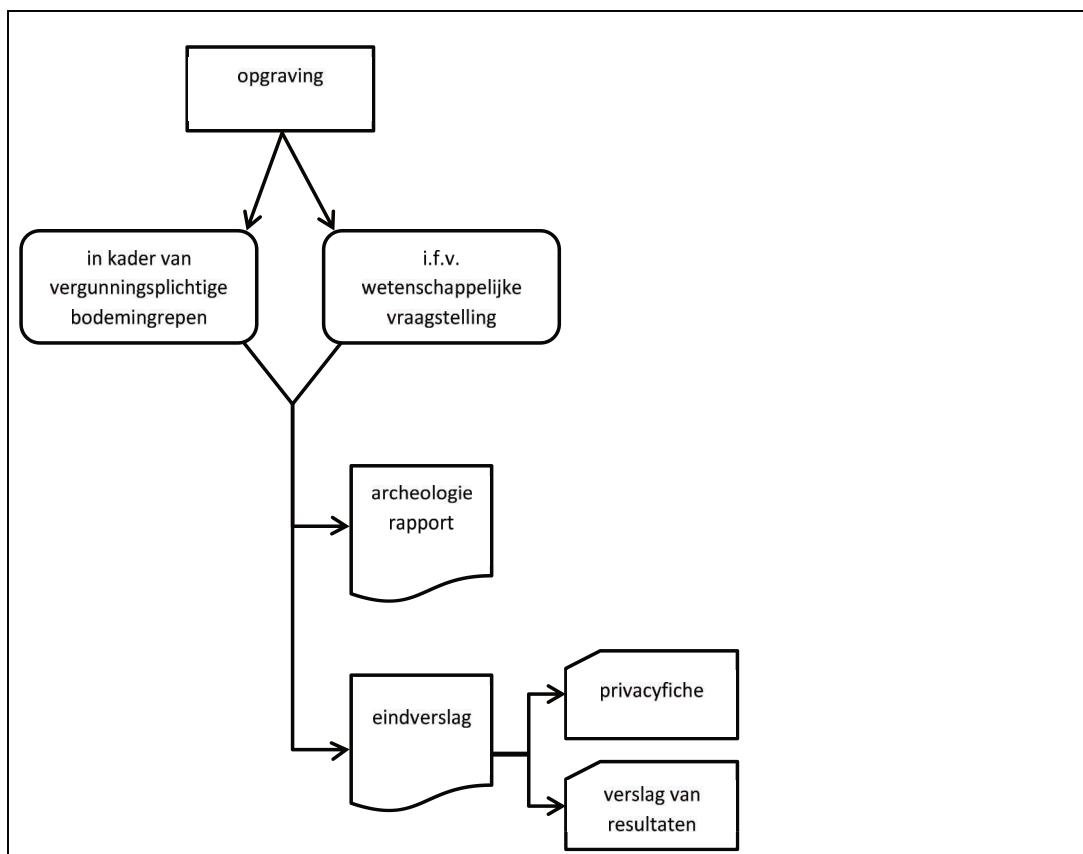 opgraving
in kader van
vergunningsplichtige
bodemingrepen
i.f.v.
wetenschappelijke
vraagstelling
archeologie
rapport
eindverslag
privacyfiche
verslag van
resultaten